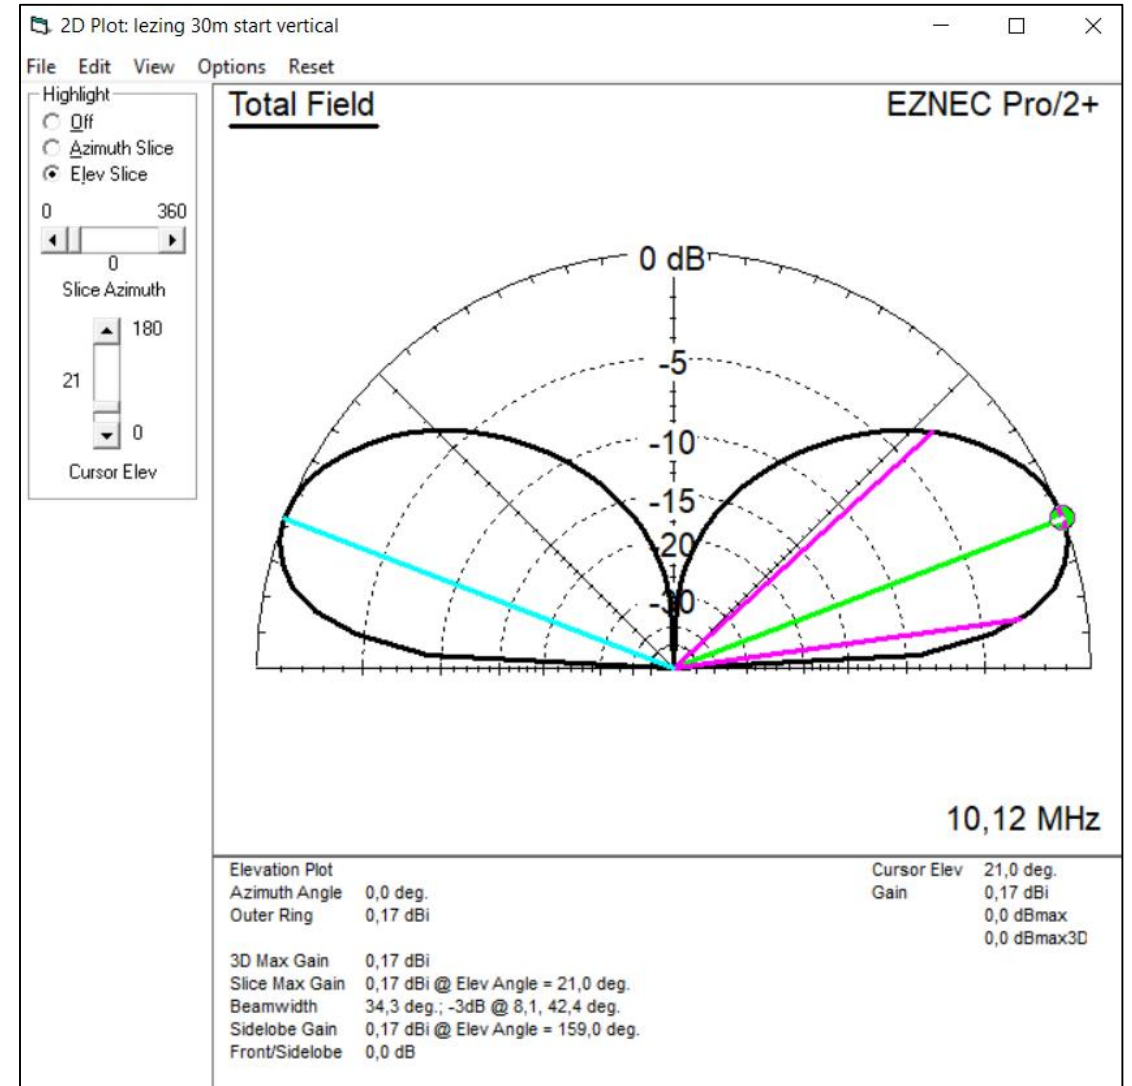 2D Plot: lezing 30m start vertical
File Edit View Options Reset
Highlight
Off
Azimuth Slice
Elev Slice
0 360
0
Slice Azimuth
180
21
0
Cursor Elev
Total Field
EZNEC Pro/2+
0 dB
-5
-10
-15
-20
-30
10,12 MHz
Elevation Plot
Azimuth Angle 0,0 deg.
Outer Ring 0,17 dBi
3D Max Gain 0,17 dBi
Slice Max Gain 0,17 dBi @ Elev Angle = 21,0 deg.
Beamwidth 34,3 deg.; -3dB @ 8,1, 42,4 deg.
Sidelobe Gain 0,17 dBi @ Elev Angle = 159,0 deg.
Front/Sidelobe 0,0 dB
Cursor Elev 21,0 deg.
Gain 0,17 dBi
0,0 dBmax
0,0 dBmax3D